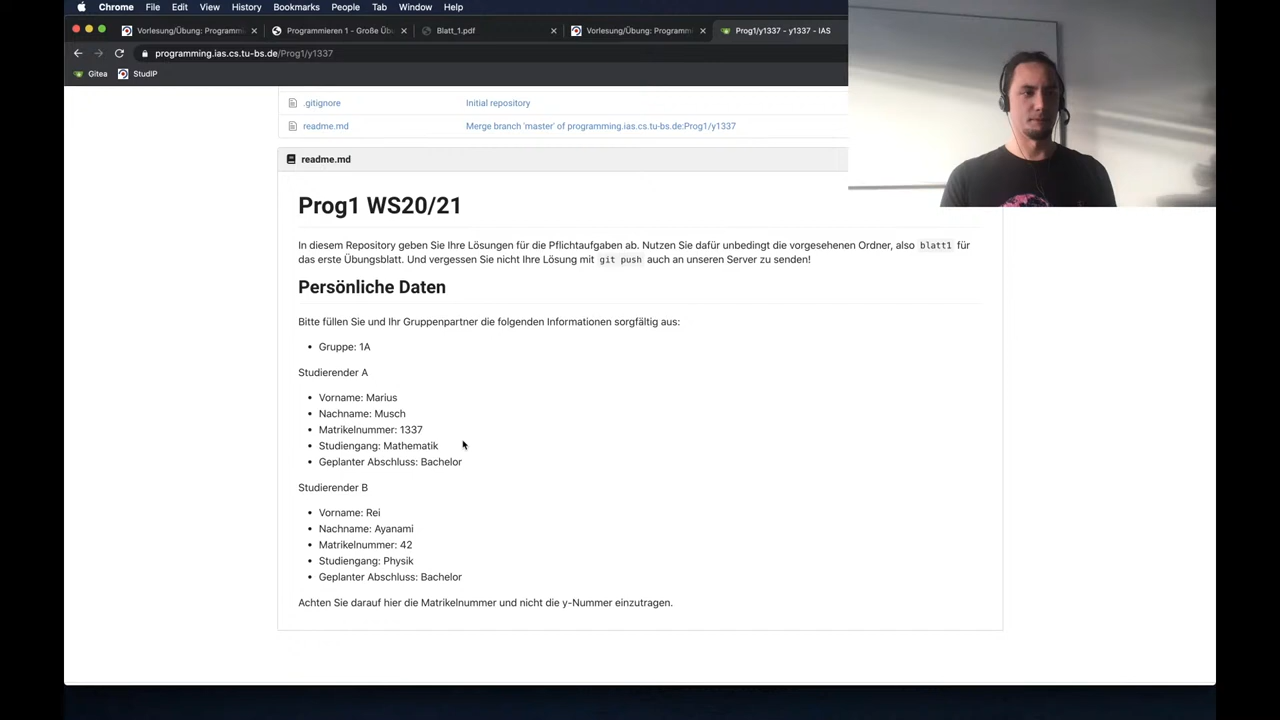 Chrome File Edit View History Bookmarks People Tab Window Help
Vorlesung/Übung: Programm Programmieren 1 - Große Üb Blatt_1.pdf Vorlesung/Übung: Programm Prog1/y1337 - y1337 - IAS
programming.ias.cs.tu-bs.de/Prog1/y1337
Gitea StudIP
.gitignore Initial repository
readme.md Merge branch 'master' of programming.ias.cs.tu-bs.de:Prog1/y1337
readme.md
Prog1 WS20/21
In diesem Repository geben Sie Ihre Lösungen für die Pflichtaufgaben ab. Nutzen Sie dafür unbedingt die vorgesehenen Ordner, also blatt1 für
das erste Übungsblatt. Und vergessen Sie nicht Ihre Lösung mit git push auch an unseren Server zu senden!
Persönliche Daten
Bitte füllen Sie und Ihr Gruppenpartner die folgenden Informationen sorgfältig aus:
• Gruppe: 1A
Studierender A
• Vorname: Marius
• Nachname: Musch
• Matrikelnummer: 1337
• Studiengang: Mathematik
• Geplanter Abschluss: Bachelor
Studierender B
• Vorname: Rei
• Nachname: Ayanami
• Matrikelnummer: 42
• Studiengang: Physik
• Geplanter Abschluss: Bachelor
Achten Sie darauf hier die Matrikelnummer und nicht die y-Nummer einzutragen.